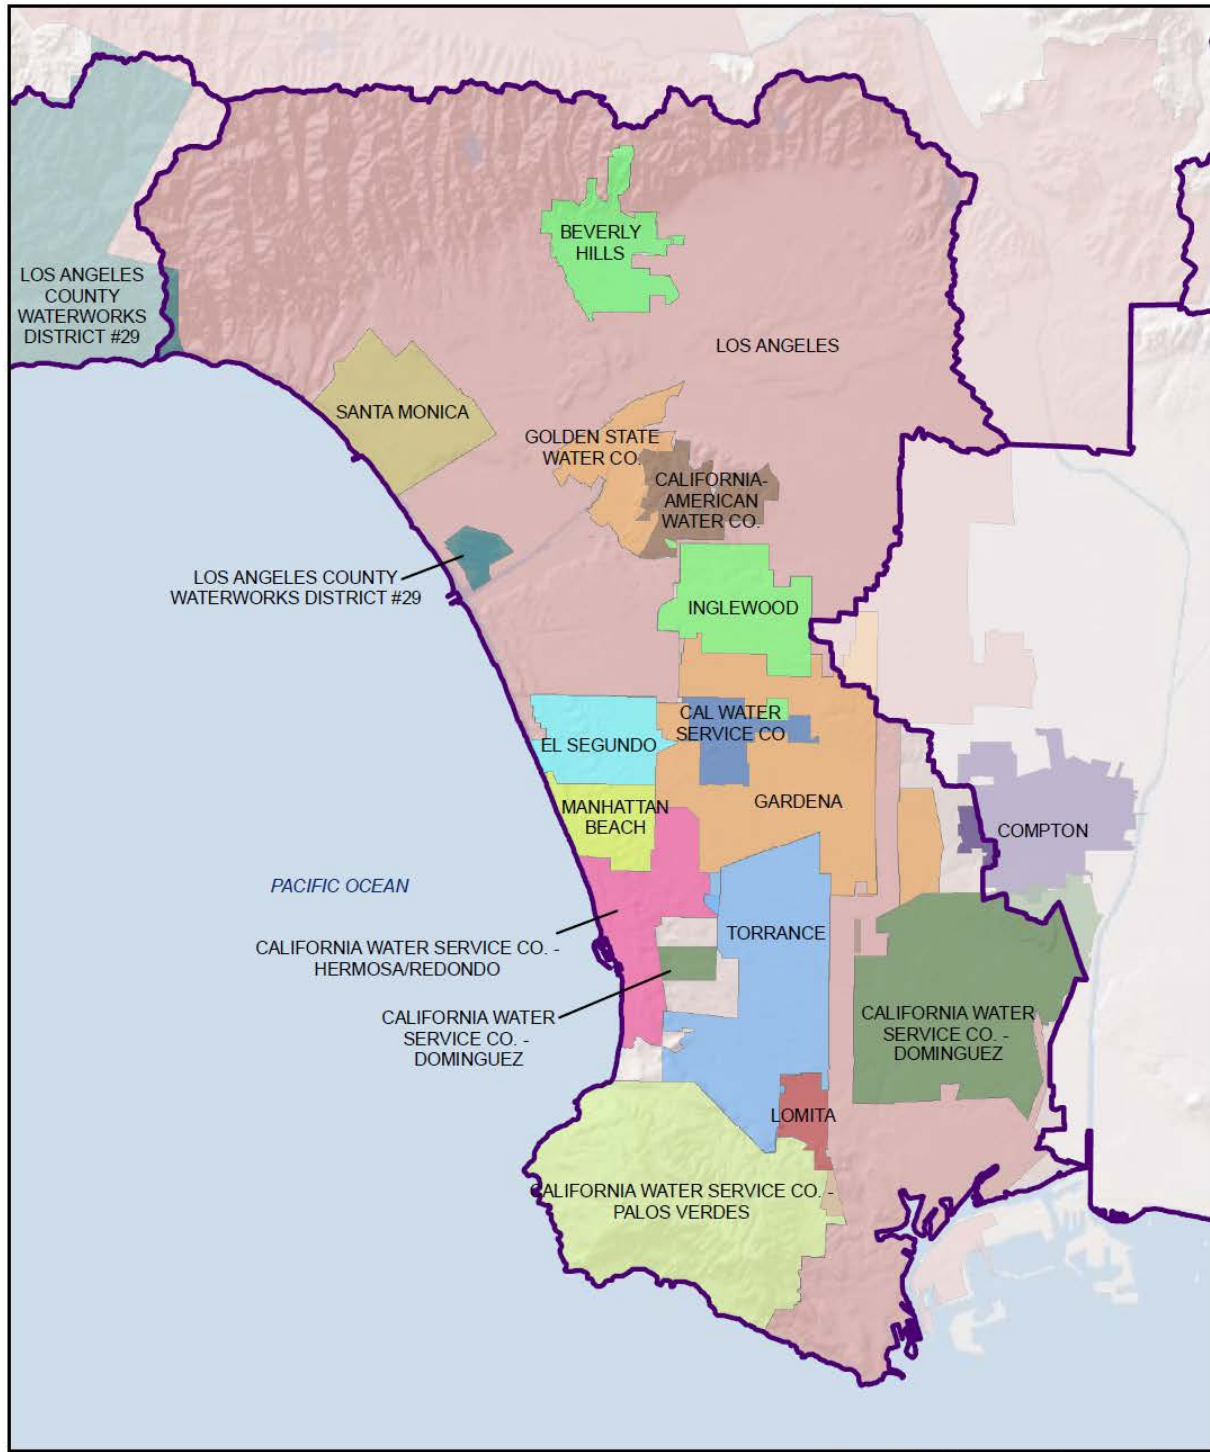 BEVERLY
HILLS
LOS ANGELES
COUNTY
WATERWORKS
DISTRICT #29
LOS ANGELES
SANTA MONICA
GOLDEN STATE
WATER CO.
CALIFORNIA-
AMERICAN
WATER CO.
LOS ANGELES COUNTY
WATERWORKS DISTRICT #29
INGLEWOOD
CAL WATER
SERVICE CO
EL SEGUNDO
MANHATTAN
BEACH
GARDENA
COMPTON
PACIFIC OCEAN
TORRANCE
CALIFORNIA WATER SERVICE CO. -
HERMOSA/REDONDO
CALIFORNIA WATER
SERVICE CO. -
DOMINGUEZ
CALIFORNIA WATER
SERVICE CO. -
DOMINGUEZ
LOMITA
CALIFORNIA WATER SERVICE CO. -
PALOS VERDES